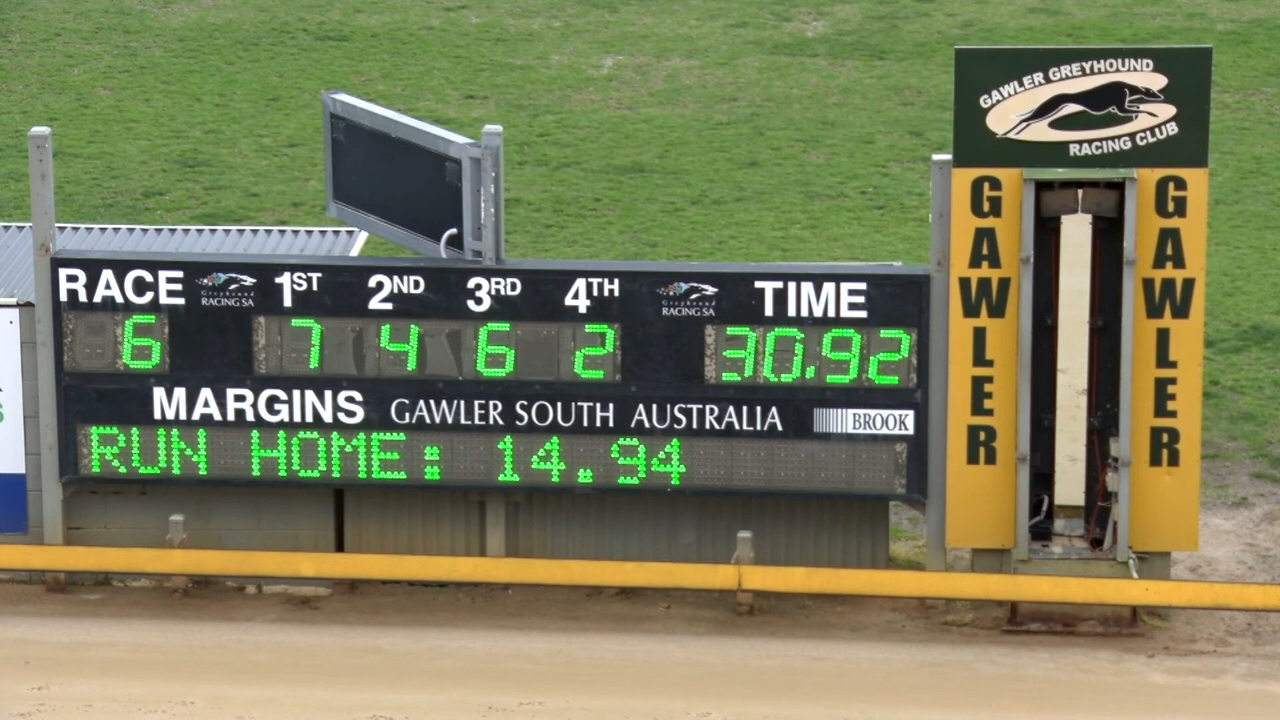 GAWLER GREYHOUND
RACING CLUB
RACE
Greyhound
RACING SA
1ST 2ND 3RD 4TH
Greyhound
RACING SA
TIME
6 7 4 6 2 30.92
MARGINS GAWLER SOUTH AUSTRALIA BROOK
RUN HOME: 14.94
GAWLER
GAWLER